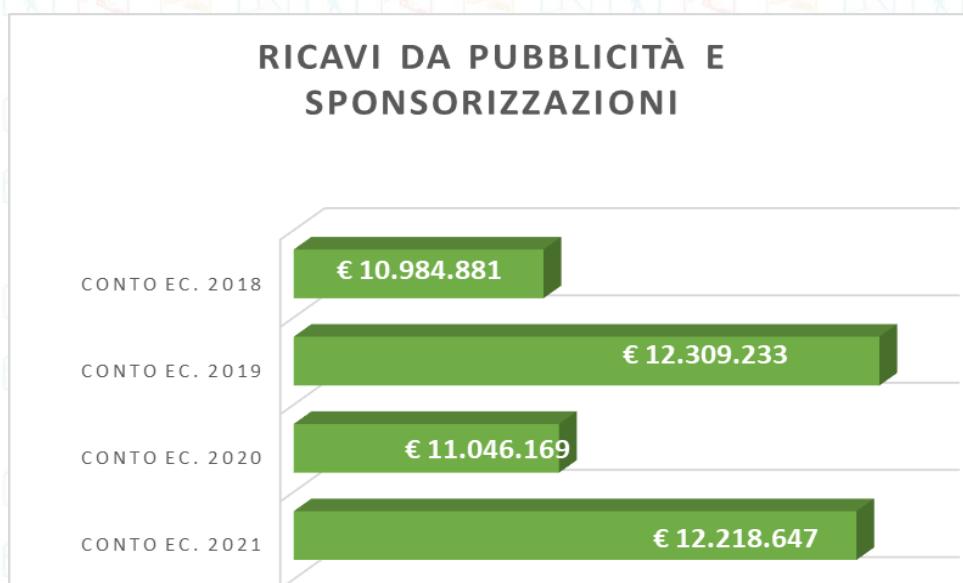 RICAVI DA PUBBLICITÀ E
SPONSORIZZAZIONI
CONTO EC. 2018
€ 10.984.881
CONTO EC. 2019
€ 12.309.233
CONTO EC. 2020
€ 11.046.169
CONTO EC. 2021
€ 12.218.647